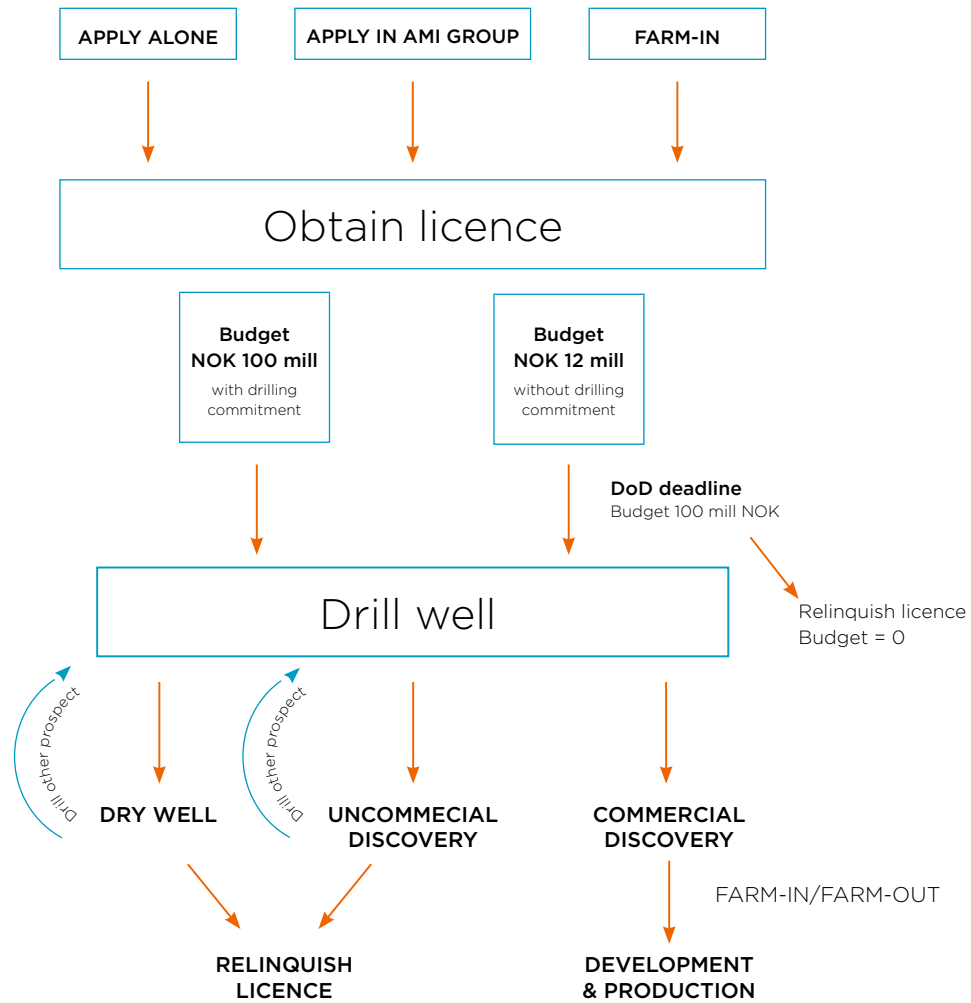 APPLY ALONE
APPLY IN AMI GROUP
FARM-IN
Obtain licence
Budget
NOK 100 mill
with drilling
commitment
Budget
NOK 12 mill
without drilling
commitment
DoD deadline
Budget 100 mill NOK
Relinquish licence
Budget = 0
Drill well
Drill other prospect
Drill other prospect
DRY WELL
UNCOMMECIAL
DISCOVERY
COMMERCIAL
DISCOVERY
FARM-IN/FARM-OUT
RELINQUISH
LICENCE
DEVELOPMENT
& PRODUCTION